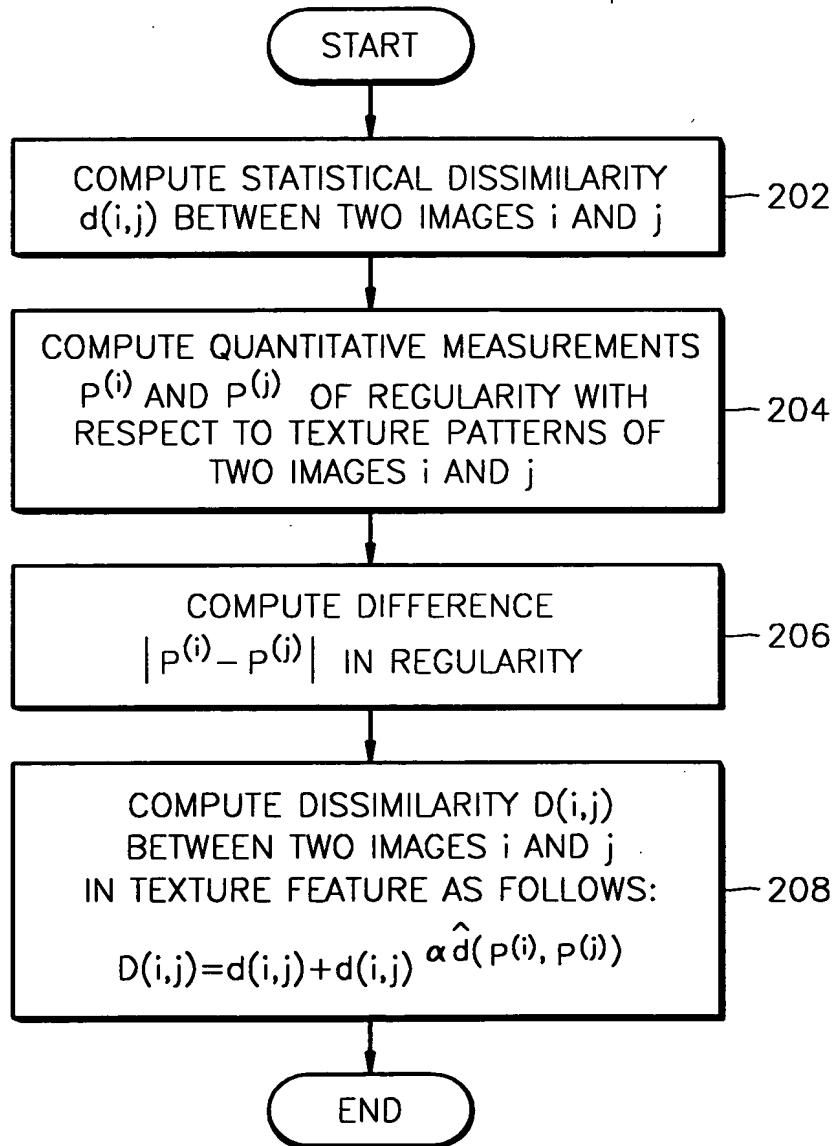 START
COMPUTE STATISTICAL DISSIMILARITY
d(i,j) BETWEEN TWO IMAGES i AND j
202
COMPUTE QUANTITATIVE MEASUREMENTS
P^(i) AND P^(j) OF REGULARITY WITH
RESPECT TO TEXTURE PATTERNS OF
TWO IMAGES i AND j
204
COMPUTE DIFFERENCE
|P^(i) – P^(j)| IN REGULARITY
206
COMPUTE DISSIMILARITY D(i,j)
BETWEEN TWO IMAGES i AND j
IN TEXTURE FEATURE AS FOLLOWS:
D(i,j)=d(i,j)+d(i,j)^αd̂(P^(i), P^(j))
208
END